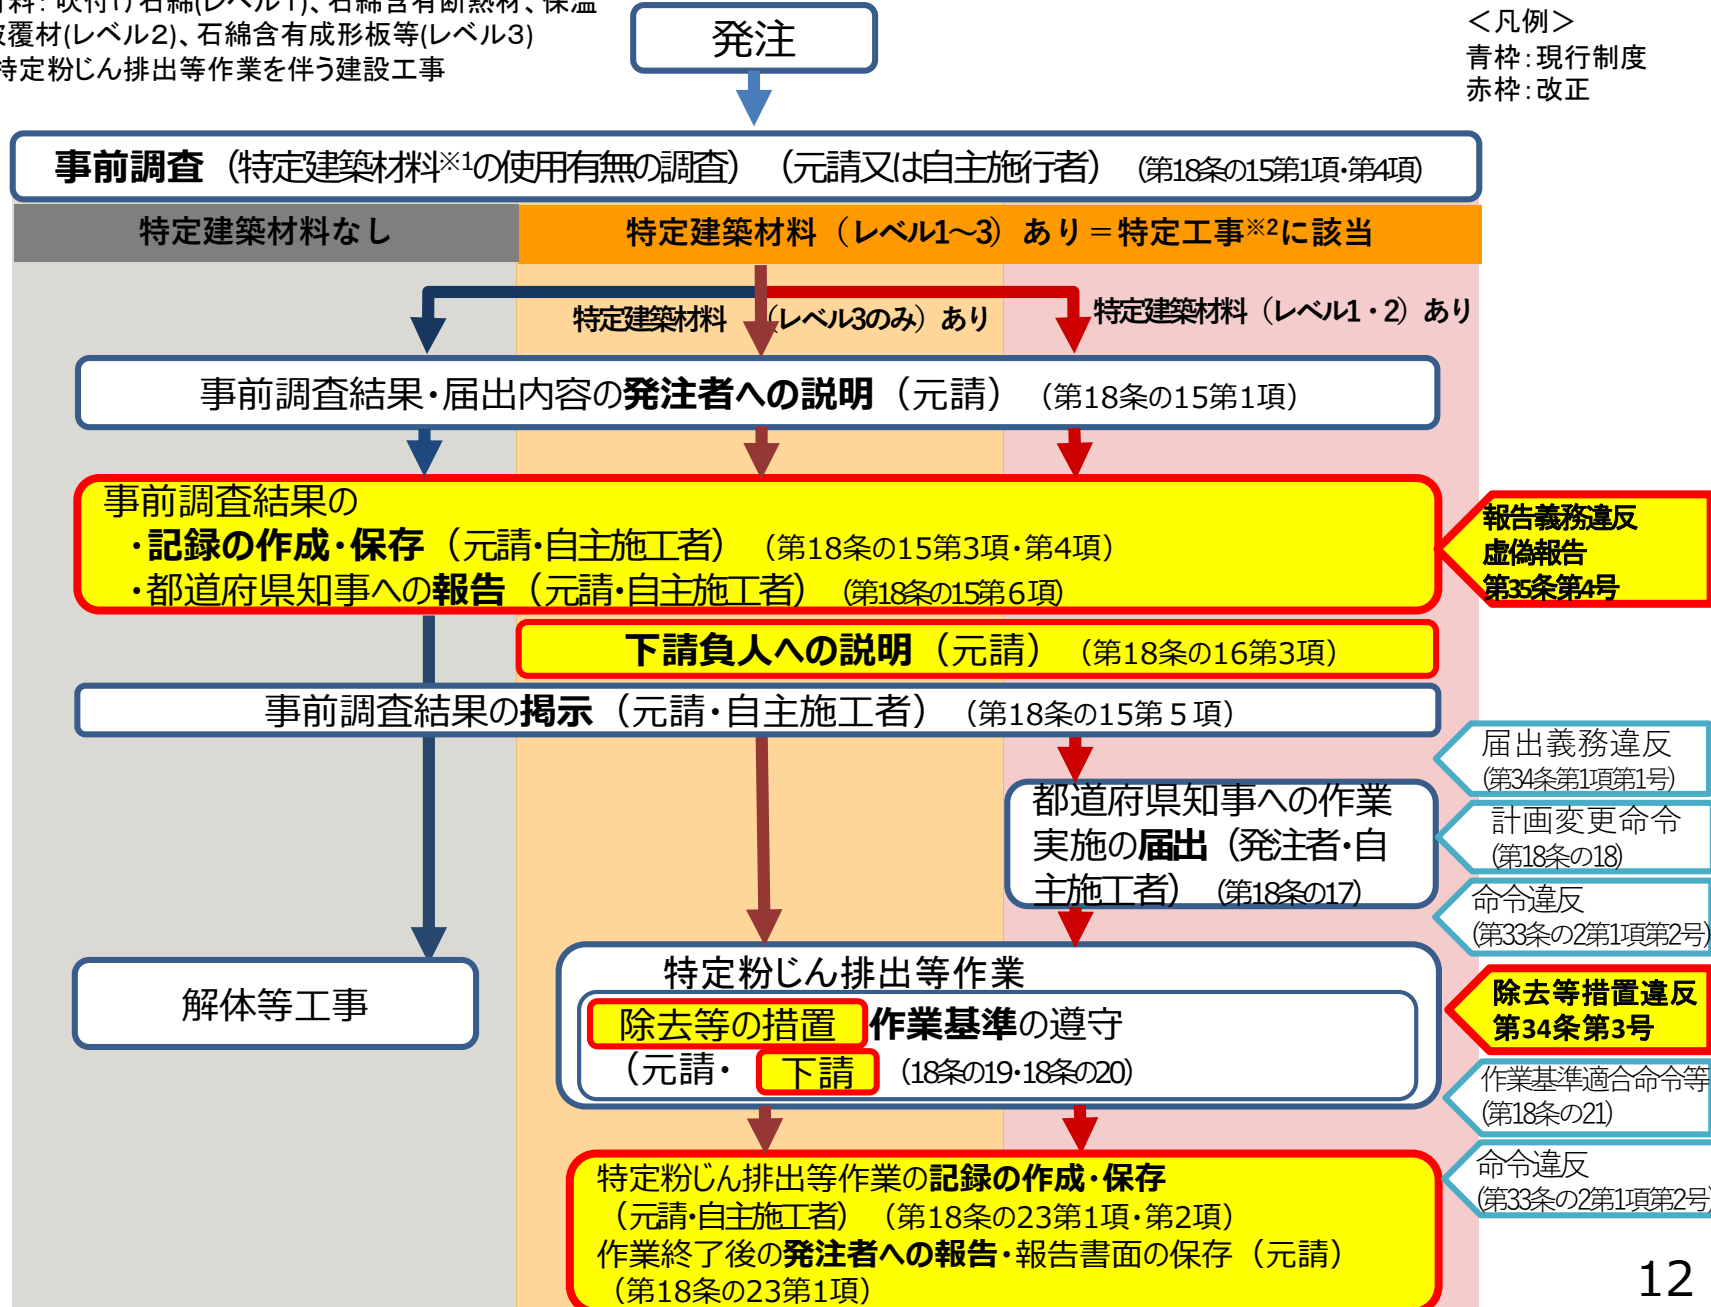 材料：吹付け石綿(レベル１)、石綿含有断熱材、保温
被覆材(レベル２)、石綿含有成形板等(レベル３)
特定粉じん排出等作業を伴う建設工事
発注
＜凡例＞
青枠：現行制度
赤枠：改正
事前調査（特定建築材料※1の使用有無の調査）（元請又は自主施行者）（第18条の15第1項・第4項）
特定建築材料なし
特定建築材料（レベル1～3）あり＝特定工事※2に該当
特定建築材料（レベル3のみ）あり
特定建築材料（レベル1・2）あり
事前調査結果・届出内容の発注者への説明（元請）（第18条の15第1項）
事前調査結果の
・記録の作成・保存（元請・自主施工者）（第18条の15第3項・第4項）
・都道府県知事への報告（元請・自主施工者）（第18条の15第６項）
報告義務違反
虚偽報告
第35条第4号
下請負人への説明（元請）（第18条の16第3項）
事前調査結果の掲示（元請・自主施工者）（第18条の15第５項）
届出義務違反
(第34条第1項第1号)
都道府県知事への作業
実施の届出（発注者・自
主施工者）（第18条の17）
計画変更命令
(第18条の18)
命令違反
(第33条の2第1項第2号)
解体等工事
特定粉じん排出等作業
除去等の措置 作業基準の遵守
（元請・ 下請 （18条の19・18条の20）
除去等措置違反
第34条第3号
作業基準適合命令等
(第18条の21)
命令違反
(第33条の2第1項第2号)
特定粉じん排出等作業の記録の作成・保存
（元請・自主施工者）（第18条の23第1項・第2項）
作業終了後の発注者への報告・報告書面の保存（元請）
（第18条の23第1項）
12